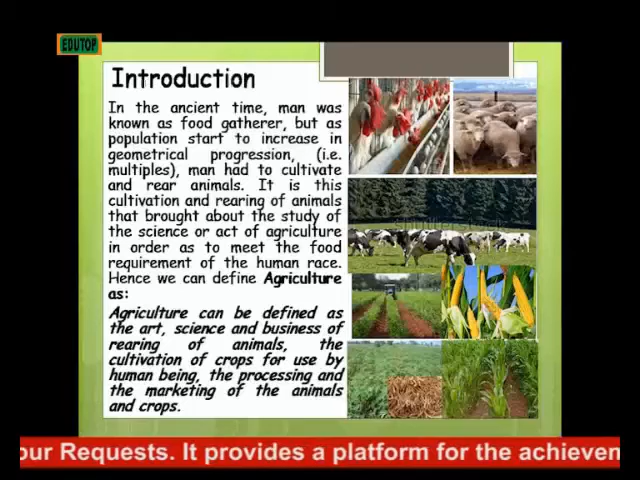 EDUTOP
Introduction
In the ancient time, man was
known as food gatherer, but as
population start to increase in
geometrical progression, (i.e.
multiples), man had to cultivate
and rear animals. It is this
cultivation and rearing of animals
that brought about the study of
the science or act of agriculture
in order as to meet the food
requirement of the human race.
Hence we can define Agriculture
as:
Agriculture can be defined as
the art, science and business of
rearing of animals, the
cultivation of crops for use by
human being, the processing and
the marketing of the animals
and crops.
our Requests. It provides a platform for the achievem